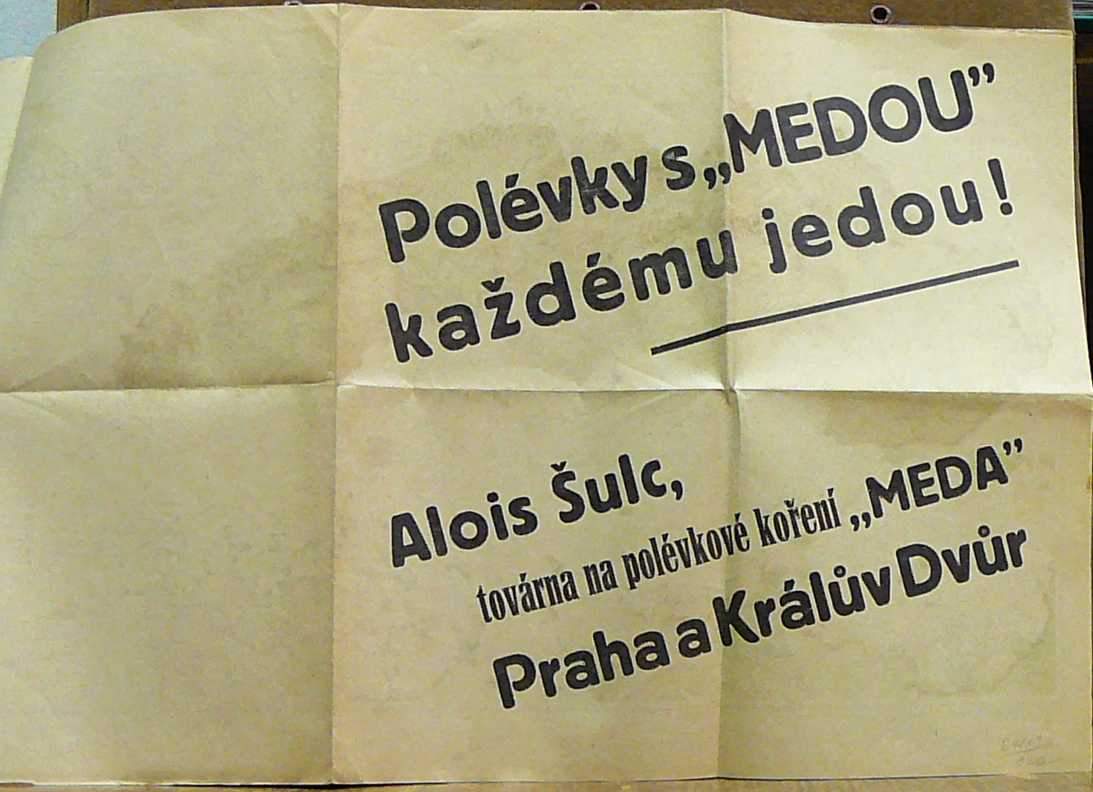 Polévky s „MEDOU”
každému jedou!
Alois Šulc,
továrna na polévkové koření „MEDA”
Praha a Králův Dvůr